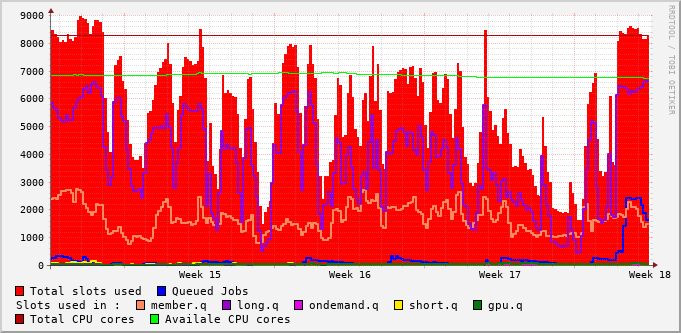 9000
8000
7000
6000
5000
4000
3000
2000
1000
0
Week 15 Week 16 Week 17 Week 18
Total slots used Queued Jobs
Slots used in : member.q long.q ondemand.q short.q gpu.q
Total CPU cores Availale CPU cores
RRDTOOL / TOBI OETIKER